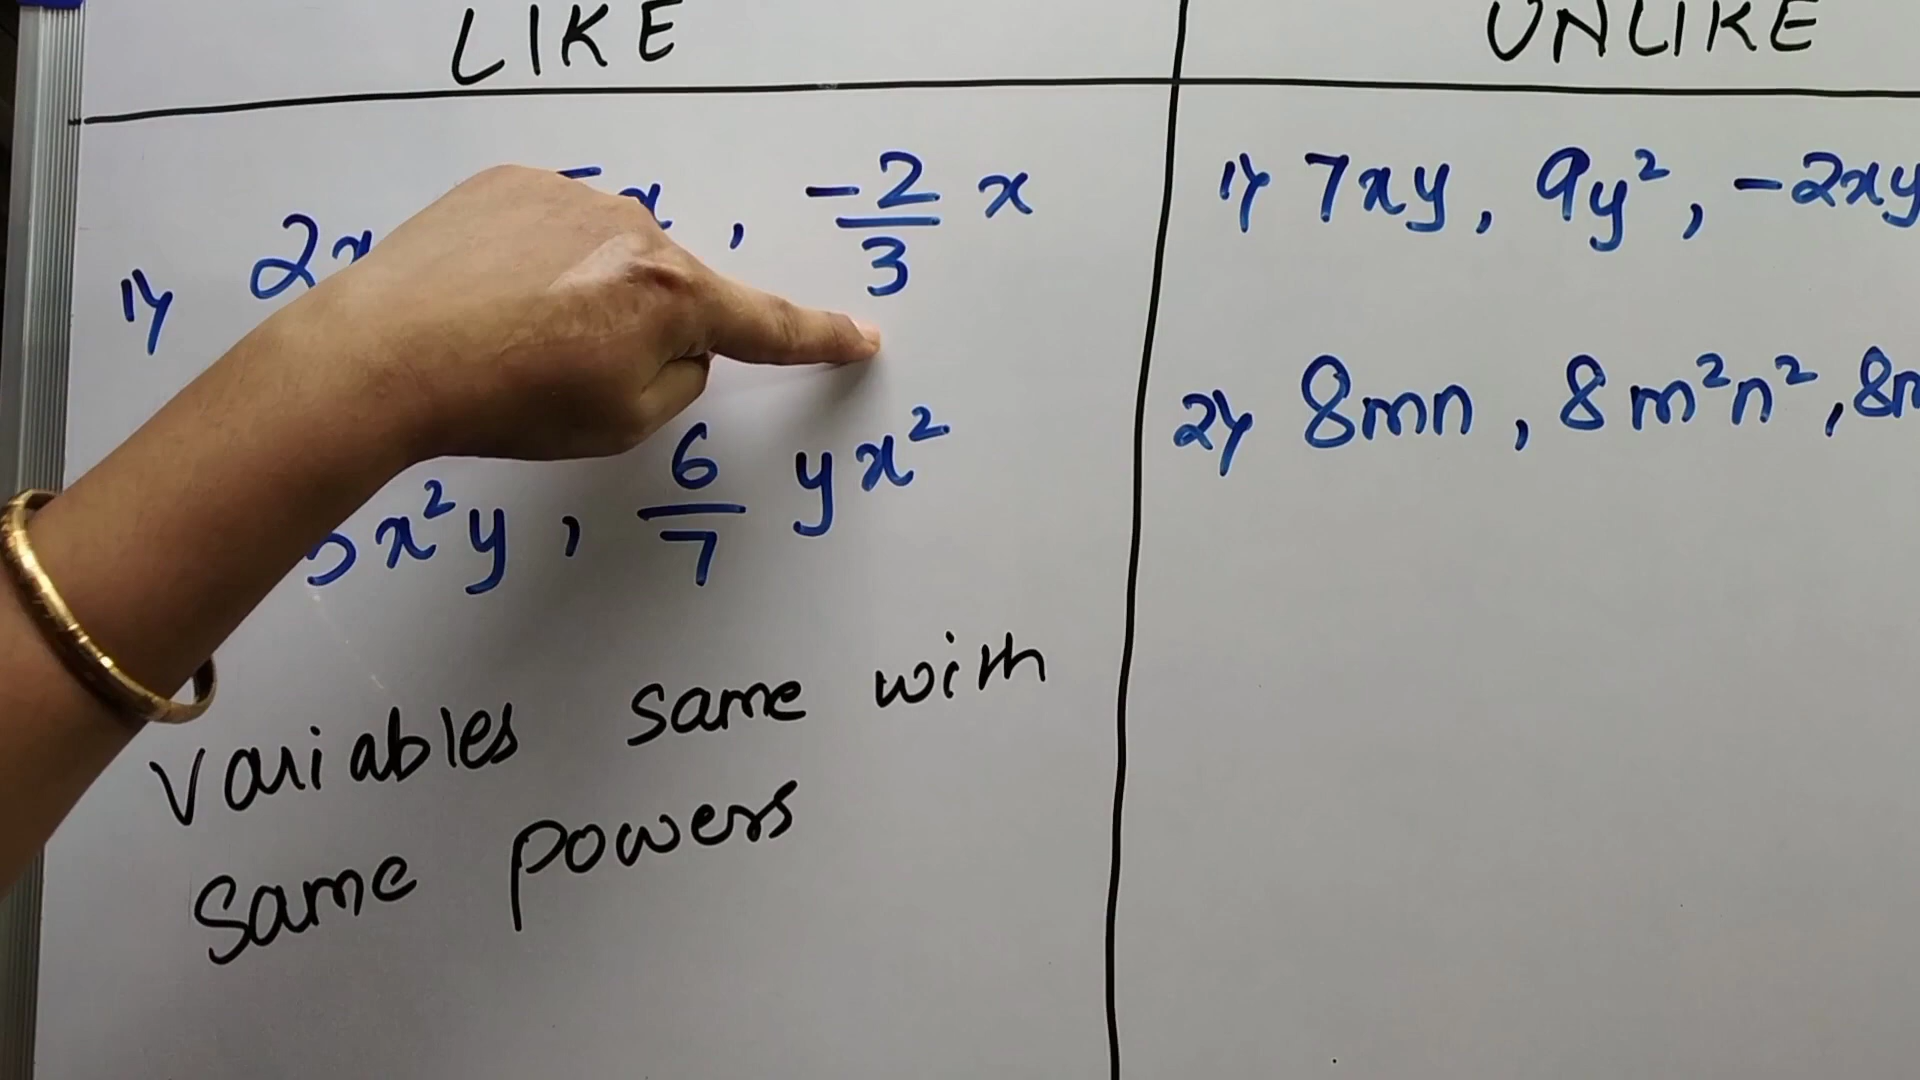 LIKE
UNLIKE
1) 2x x , -2/3 x
1) 7xy, 9y², -2xy
2) 8mn, 8m²n², 8
x²y, 6/7 yx²
Variables same with
Same powers